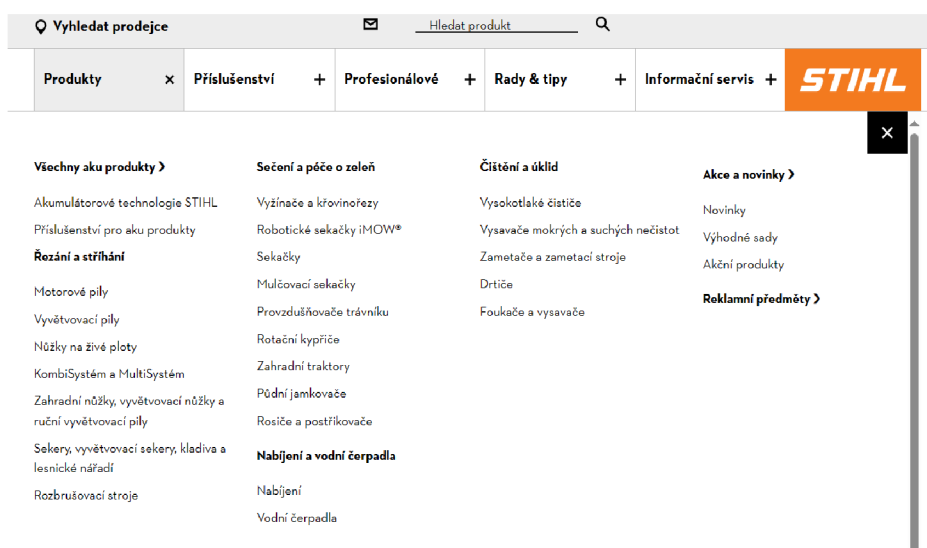 Vyhledat prodejce
Hledat produkt
Produkty x
Příslušenství +
Profesionálové +
Rady & tipy +
Informační servis +
STIHL
Všechny aku produkty ❯
Akumulátorové technologie STIHL
Příslušenství pro aku produkty
Řezání a stříhání
Motorové pily
Vyvětvovací pily
Nůžky na živé ploty
KombiSystém a MultiSystém
Zahradní nůžky, vyvětvovací nůžky a
ruční vyvětvovací pily
Sekery, vyvětvovací sekery, kladiva a
lesnické nářadí
Rozbrušovací stroje
Sečení a péče o zeleň
Vyžínače a křovinořezy
Robotické sekačky iMOW®
Sekačky
Mulčovací sekačky
Provzdušňovače trávníku
Rotační kypřiče
Zahradní traktory
Půdní jamkovače
Rosiče a postřikovače
Nabíjení a vodní čerpadla
Nabíjení
Vodní čerpadla
Čištění a úklid
Vysokotlaké čističe
Vysavače mokrých a suchých nečistot
Zametače a zametací stroje
Drtiče
Foukače a vysavače
Akce a novinky ❯
Novinky
Výhodné sady
Akční produkty
Reklamní předměty ❯